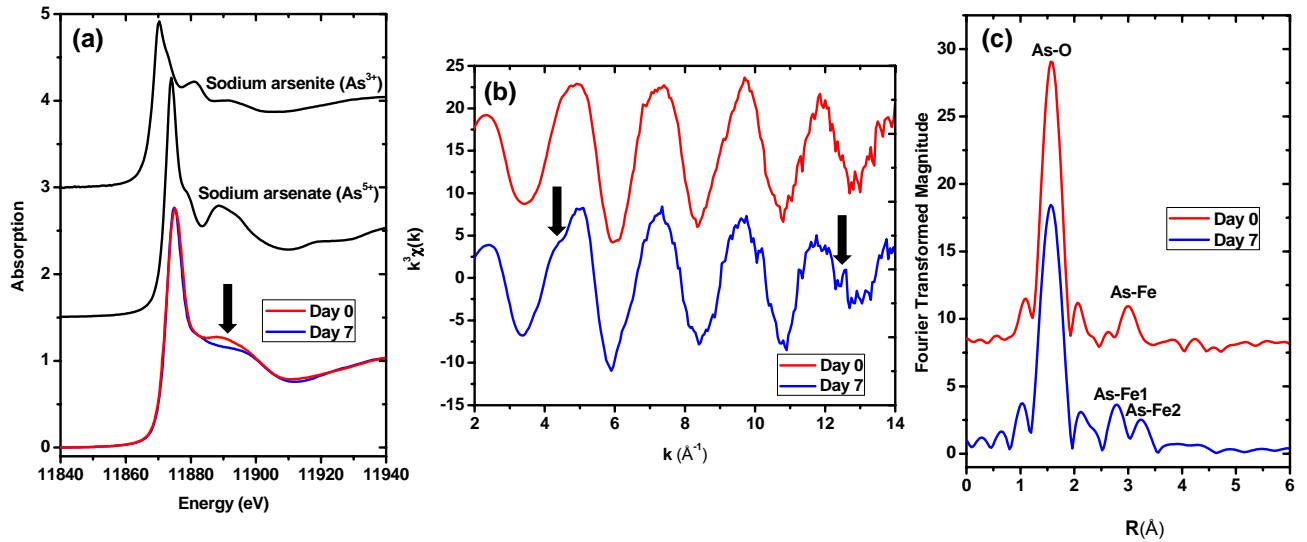 (a)
Sodium arsenite (As³⁺)
Sodium arsenate (As⁵⁺)
Day 0
Day 7
Absorption
5
4
3
2
1
0
11840 11860 11880 11900 11920 11940
Energy (eV)
(b)
Day 0
Day 7
k³χ(k)
25
20
15
10
5
0
-5
-10
-15
2 4 6 8 10 12 14
k (Å⁻¹)
(c)
As-O
As-Fe
Day 0
Day 7
As-Fe1
As-Fe2
Fourier Transformed Magnitude
30
25
20
15
10
5
0
0 1 2 3 4 5 6
R(Å)